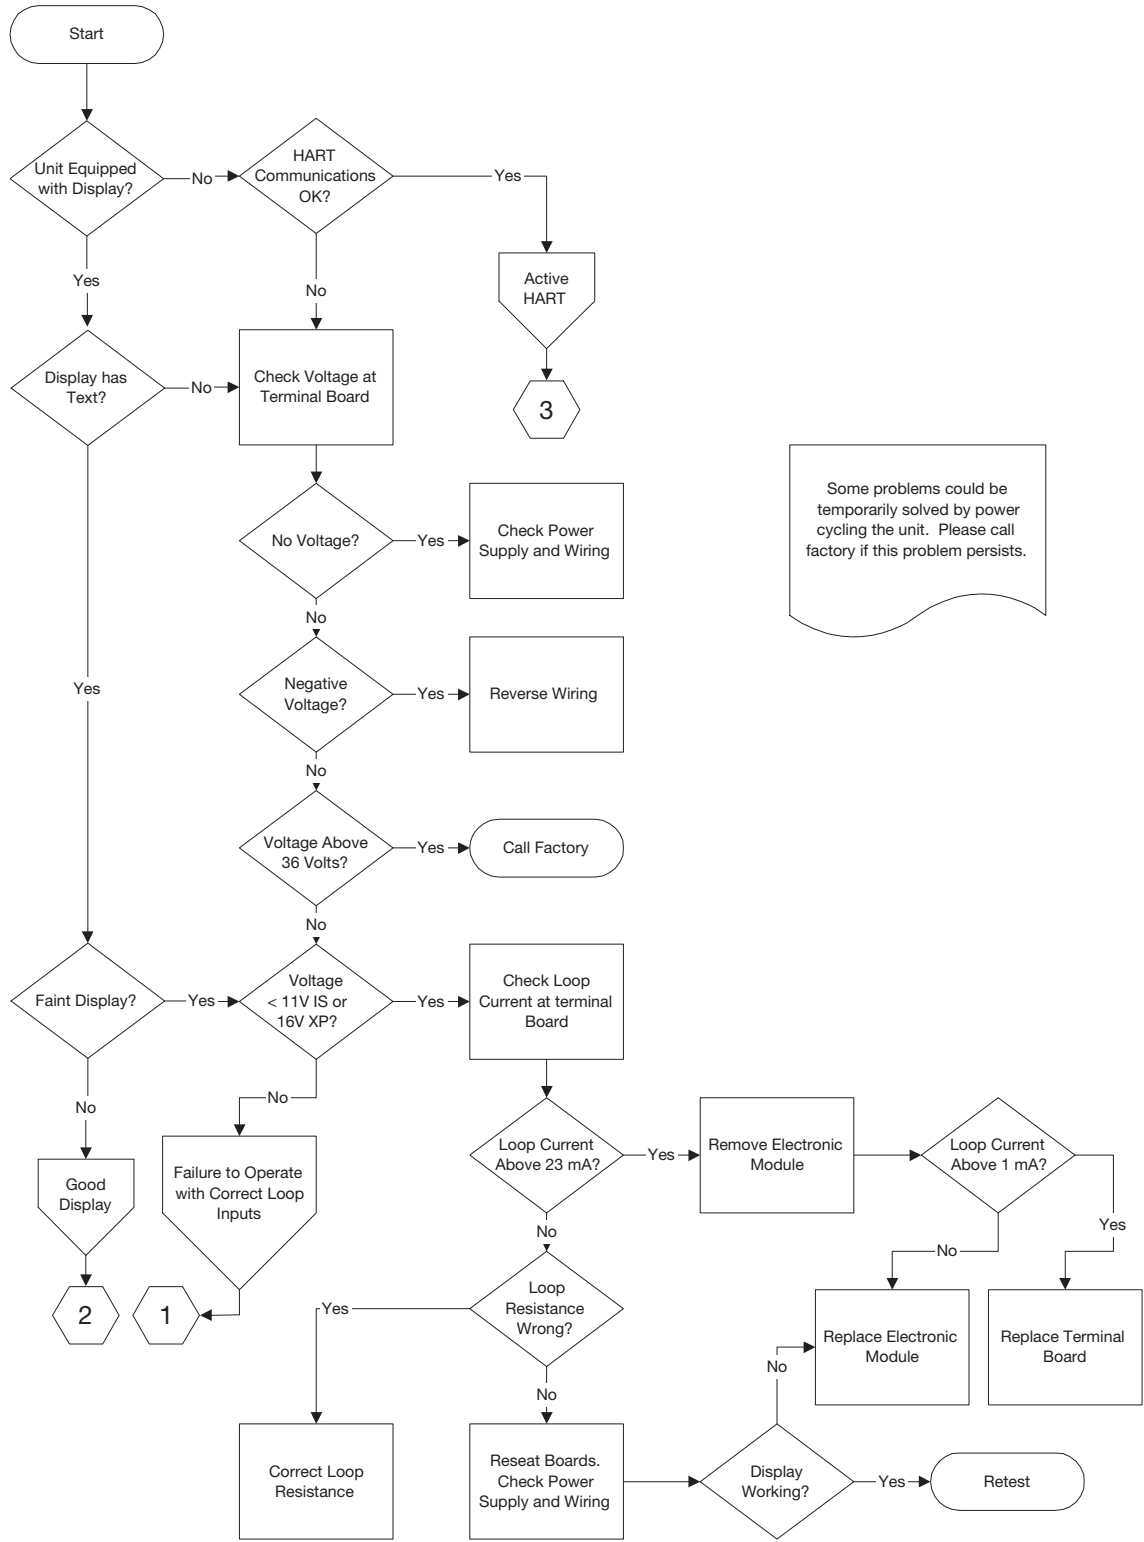 Start
Unit Equipped
with Display?
No
HART
Communications
OK?
Yes
Yes
No
Active
HART
Display has
Text?
No
Check Voltage at
Terminal Board
3
Some problems could be
temporarily solved by power
cycling the unit.  Please call
factory if this problem persists.
No Voltage?
Yes
Check Power
Supply and Wiring
No
Yes
Negative
Voltage?
Yes
Reverse Wiring
No
Voltage Above
36 Volts?
Yes
Call Factory
No
Faint Display?
Yes
Voltage
< 11V IS or
16V XP?
Yes
Check Loop
Current at terminal
Board
No
No
Good
Display
Failure to Operate
with Correct Loop
Inputs
Loop Current
Above 23 mA?
Yes
Remove Electronic
Module
Loop Current
Above 1 mA?
Yes
No
No
2
1
Yes
Loop
Resistance
Wrong?
Replace Electronic
Module
Replace Terminal
Board
No
No
Correct Loop
Resistance
Reseat Boards.
Check Power
Supply and Wiring
Display
Working?
Yes
Retest